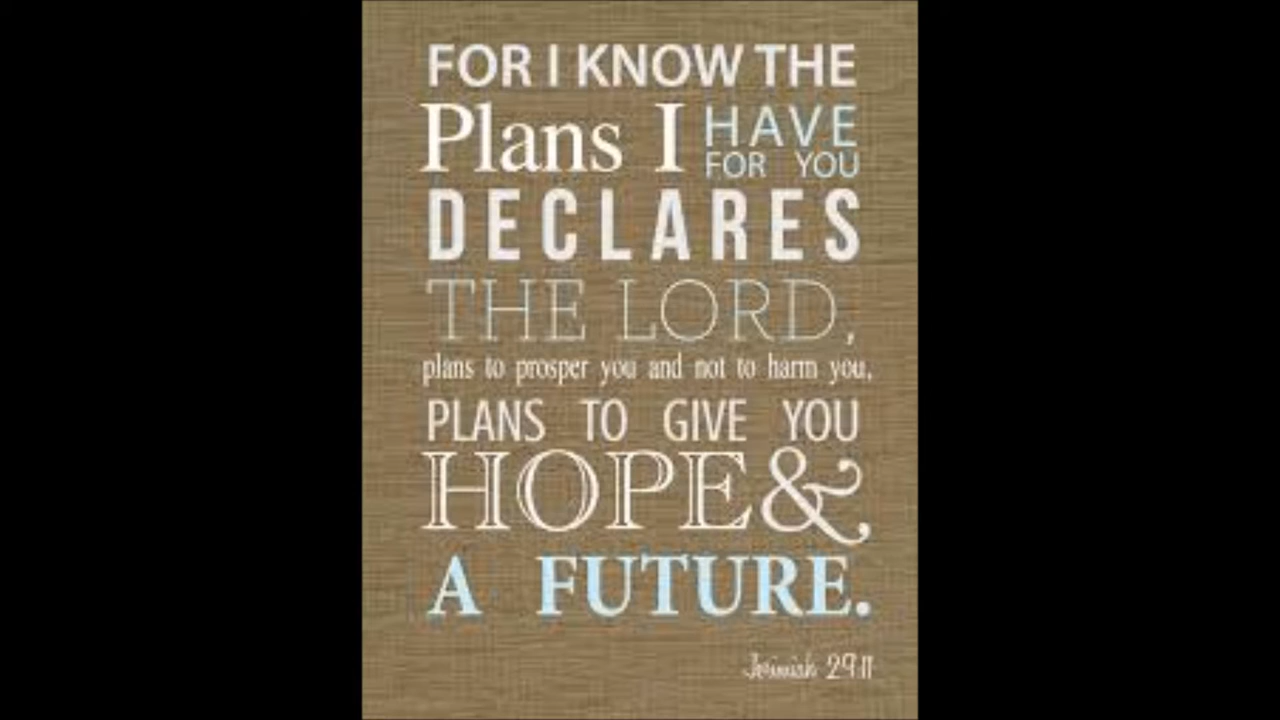 FOR I KNOW THE
Plans I HAVE
FOR YOU
DECLARES
THE LORD,
plans to prosper you and not to harm you,
PLANS TO GIVE YOU
HOPE &
A FUTURE.
Jerimiah 29:11